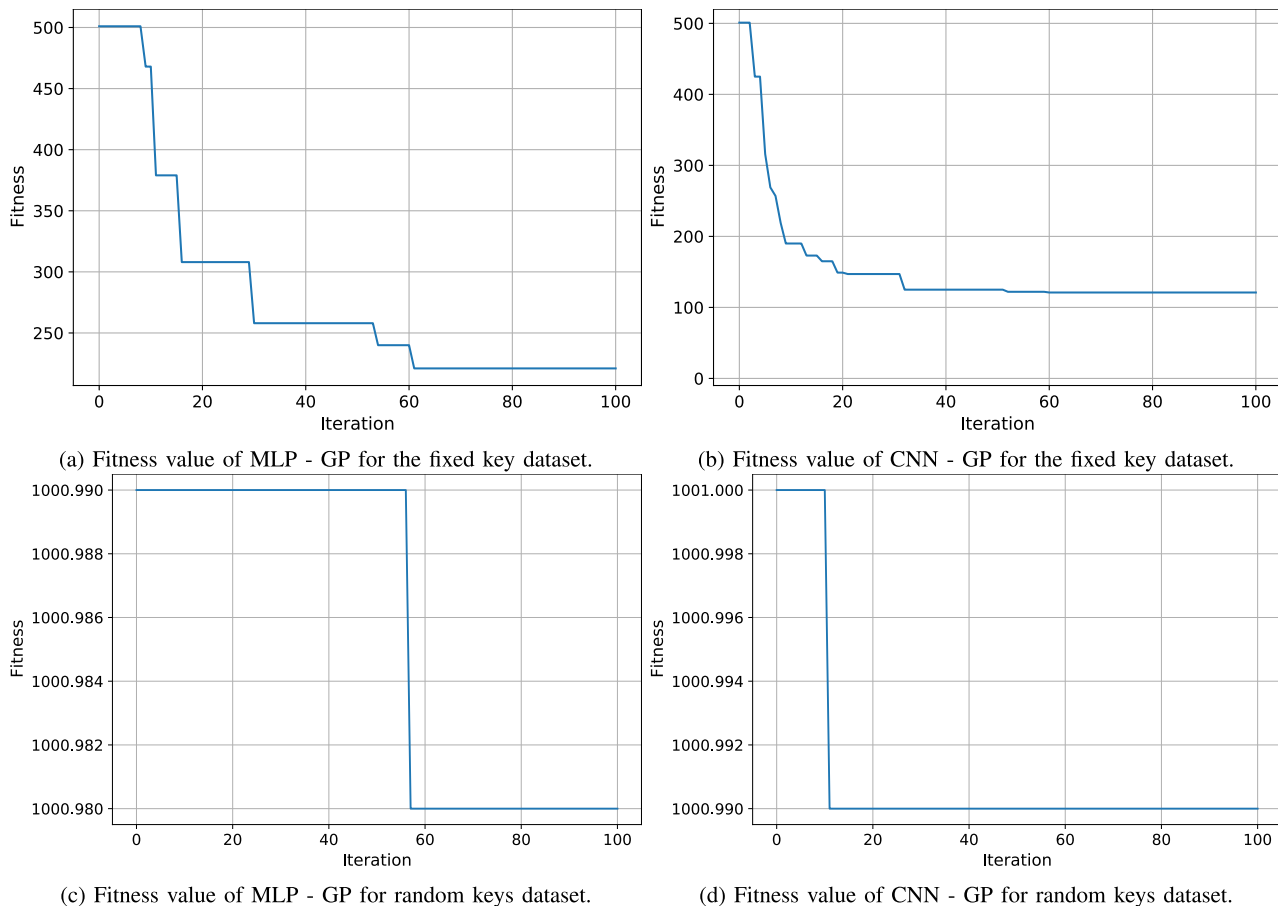 500
450
400
350
300
250
Fitness
0 20 40 60 80 100
Iteration
(a) Fitness value of MLP - GP for the fixed key dataset.
500
400
300
200
100
0
Fitness
0 20 40 60 80 100
Iteration
(b) Fitness value of CNN - GP for the fixed key dataset.
1000.990
1000.988
1000.986
1000.984
1000.982
1000.980
Fitness
0 20 40 60 80 100
Iteration
(c) Fitness value of MLP - GP for random keys dataset.
1001.000
1000.998
1000.996
1000.994
1000.992
1000.990
Fitness
0 20 40 60 80 100
Iteration
(d) Fitness value of CNN - GP for random keys dataset.